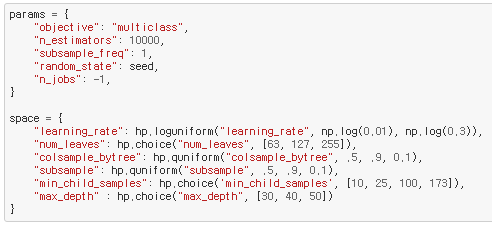 params = {
    "objective": "multiclass",
    "n_estimators": 10000,
    "subsample_freq": 1,
    "random_state": seed,
    "n_jobs": -1,
}
space = {
    "learning_rate": hp.loguniform("learning_rate", np.log(0.01), np.log(0.3)),
    "num_leaves": hp.choice("num_leaves", [63, 127, 255]),
    "colsample_bytree": hp.quniform("colsample_bytree", .5, .9, 0.1),
    "subsample": hp.quniform("subsample", .5, .9, 0.1),
    "min_child_samples": hp.choice('min_child_samples', [10, 25, 100, 173]),
    "max_depth" : hp.choice("max_depth", [30, 40, 50])
}